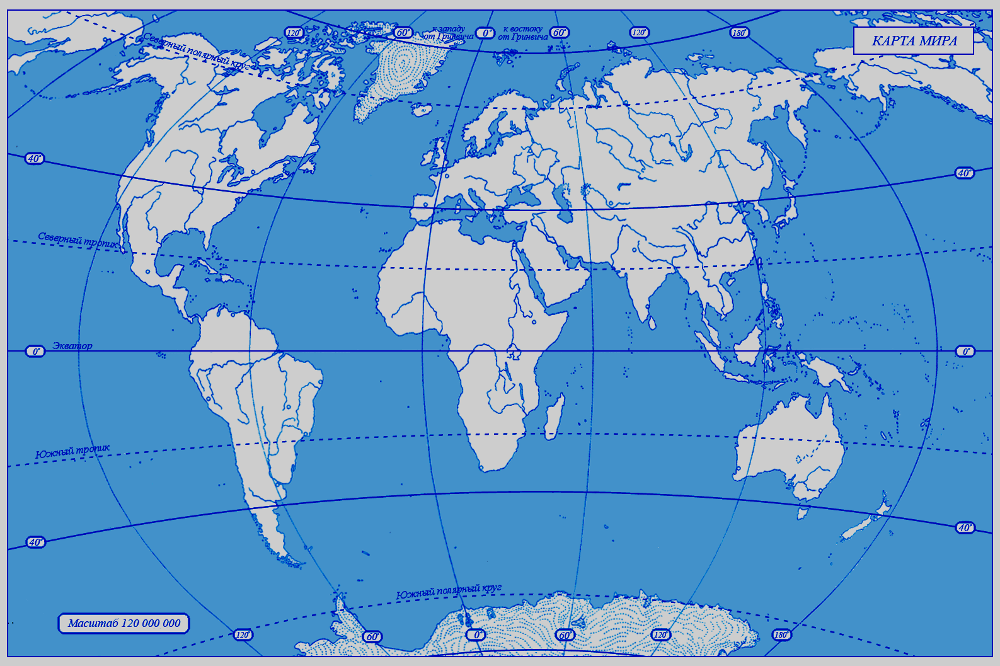 120°
60°
к западу
от Гринвича
0°
к востоку
от Гринвича
60°
120°
180°
КАРТА МИРА
Северный полярный круг
40°
40°
Северный тропик
0°
Экватор
0°
Южный тропик
40°
40°
Южный полярный круг
Масштаб 120 000 000
120°
60°
0°
60°
120°
180°